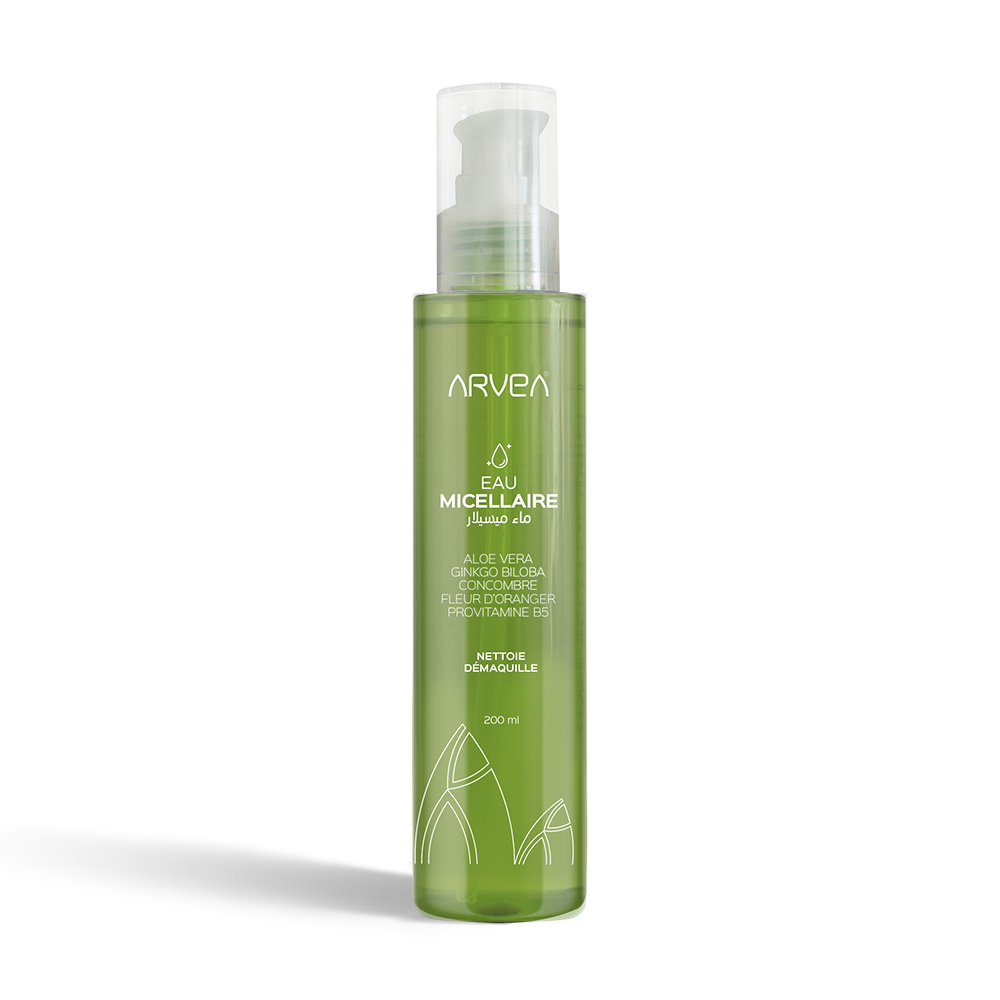 ARVEA®
EAU
MICELLAIRE
ماء ميسيلار
ALOE VERA
GINKGO BILOBA
CONCOMBRE
FLEUR D'ORANGER
PROVITAMINE B5
NETTOIE
DÉMAQUILLE
200 ml